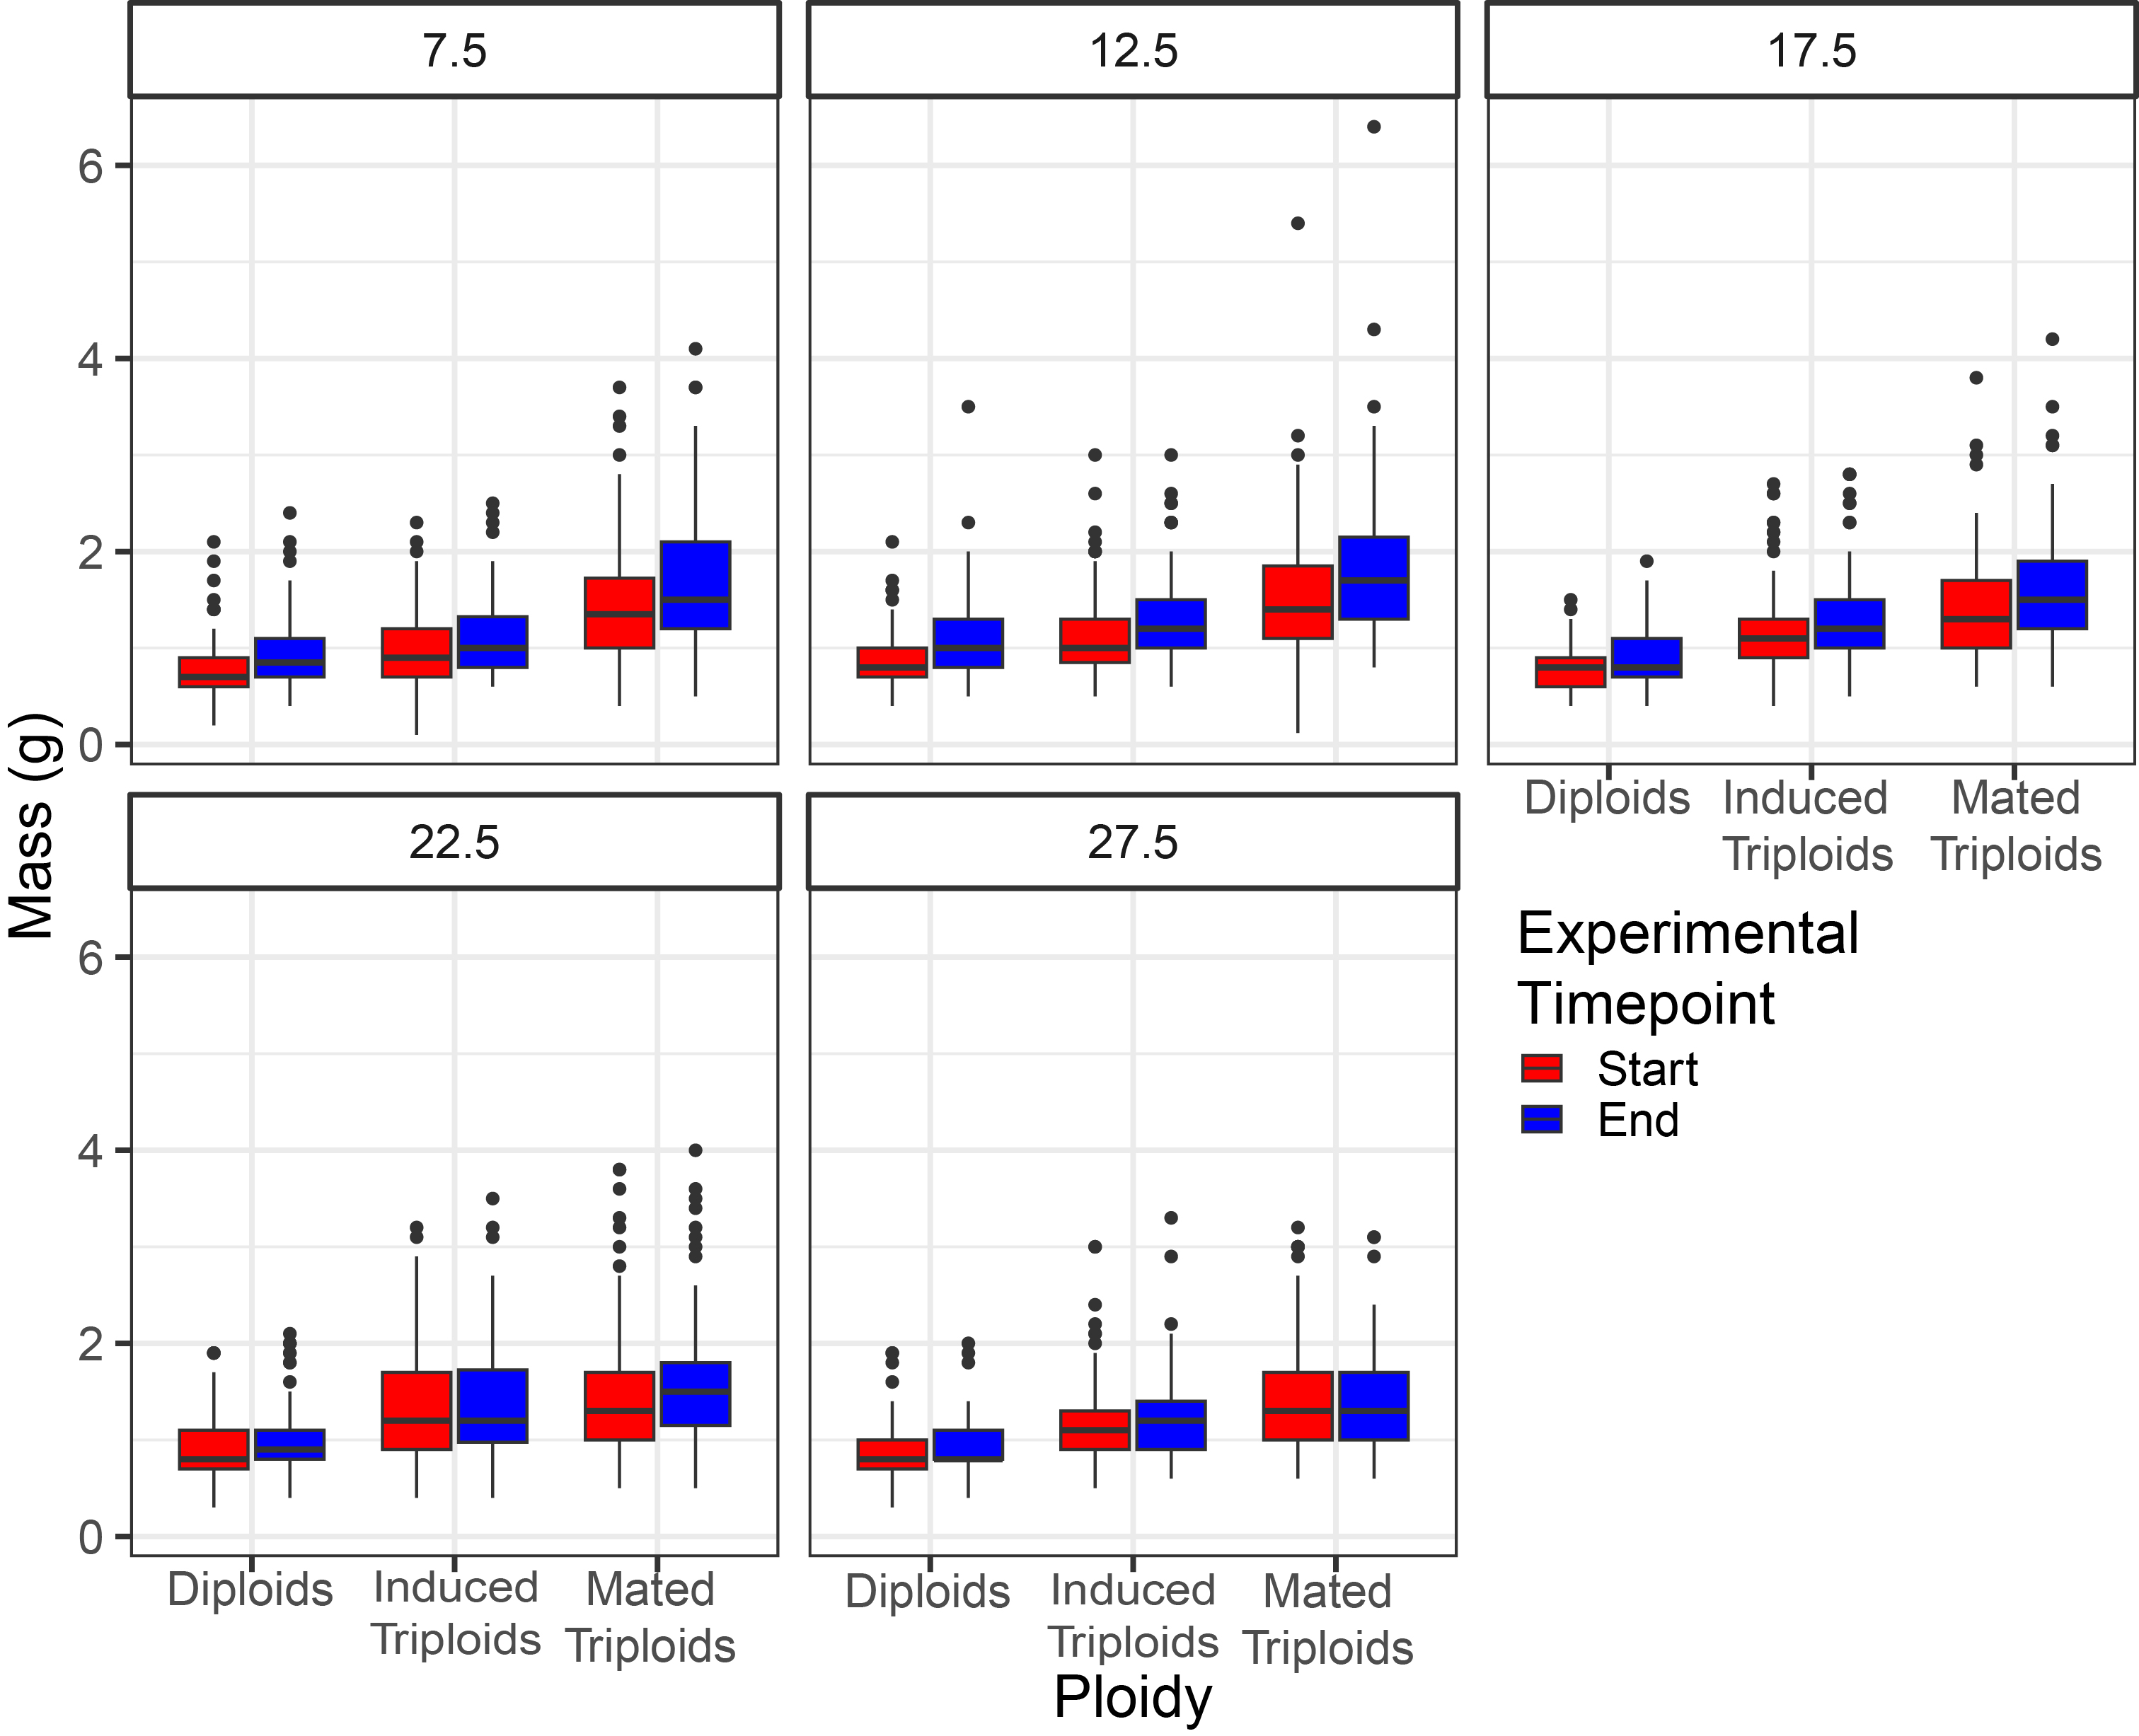 7.5
12.5
17.5
6
4
2
0
Mass (g)
Diploids
Induced
Triploids
Mated
Triploids
22.5
27.5
6
4
2
0
Experimental
Timepoint
Start
End
Diploids
Induced
Triploids
Mated
Triploids
Diploids
Induced
Triploids
Mated
Triploids
Ploidy